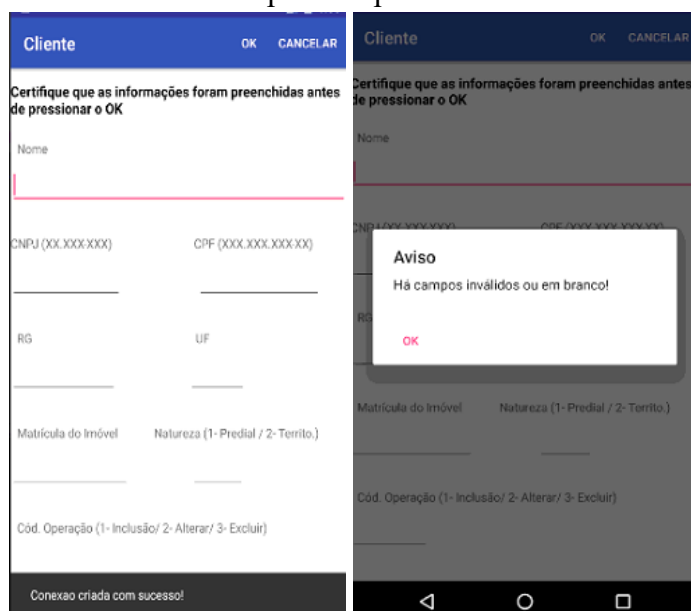 Cliente OK CANCELAR
Certifique que as informações foram preenchidas antes
de pressionar o OK
Nome
CNPJ (XX.XXX-XXX) CPF (XXX.XXX.XXX-XX)
RG UF
Matrícula do Imóvel Natureza (1- Predial / 2- Territo.)
Cód. Operação (1- Inclusão/ 2- Alterar/ 3- Excluir)
Conexao criada com sucesso!
Cliente OK CANCELAR
Certifique que as informações foram preenchidas antes
de pressionar o OK
Nome
Aviso
Há campos inválidos ou em branco!
RG
OK
Matrícula do Imóvel Natureza (1- Predial / 2- Territo.)
Cód. Operação (1- Inclusão/ 2- Alterar/ 3- Excluir)